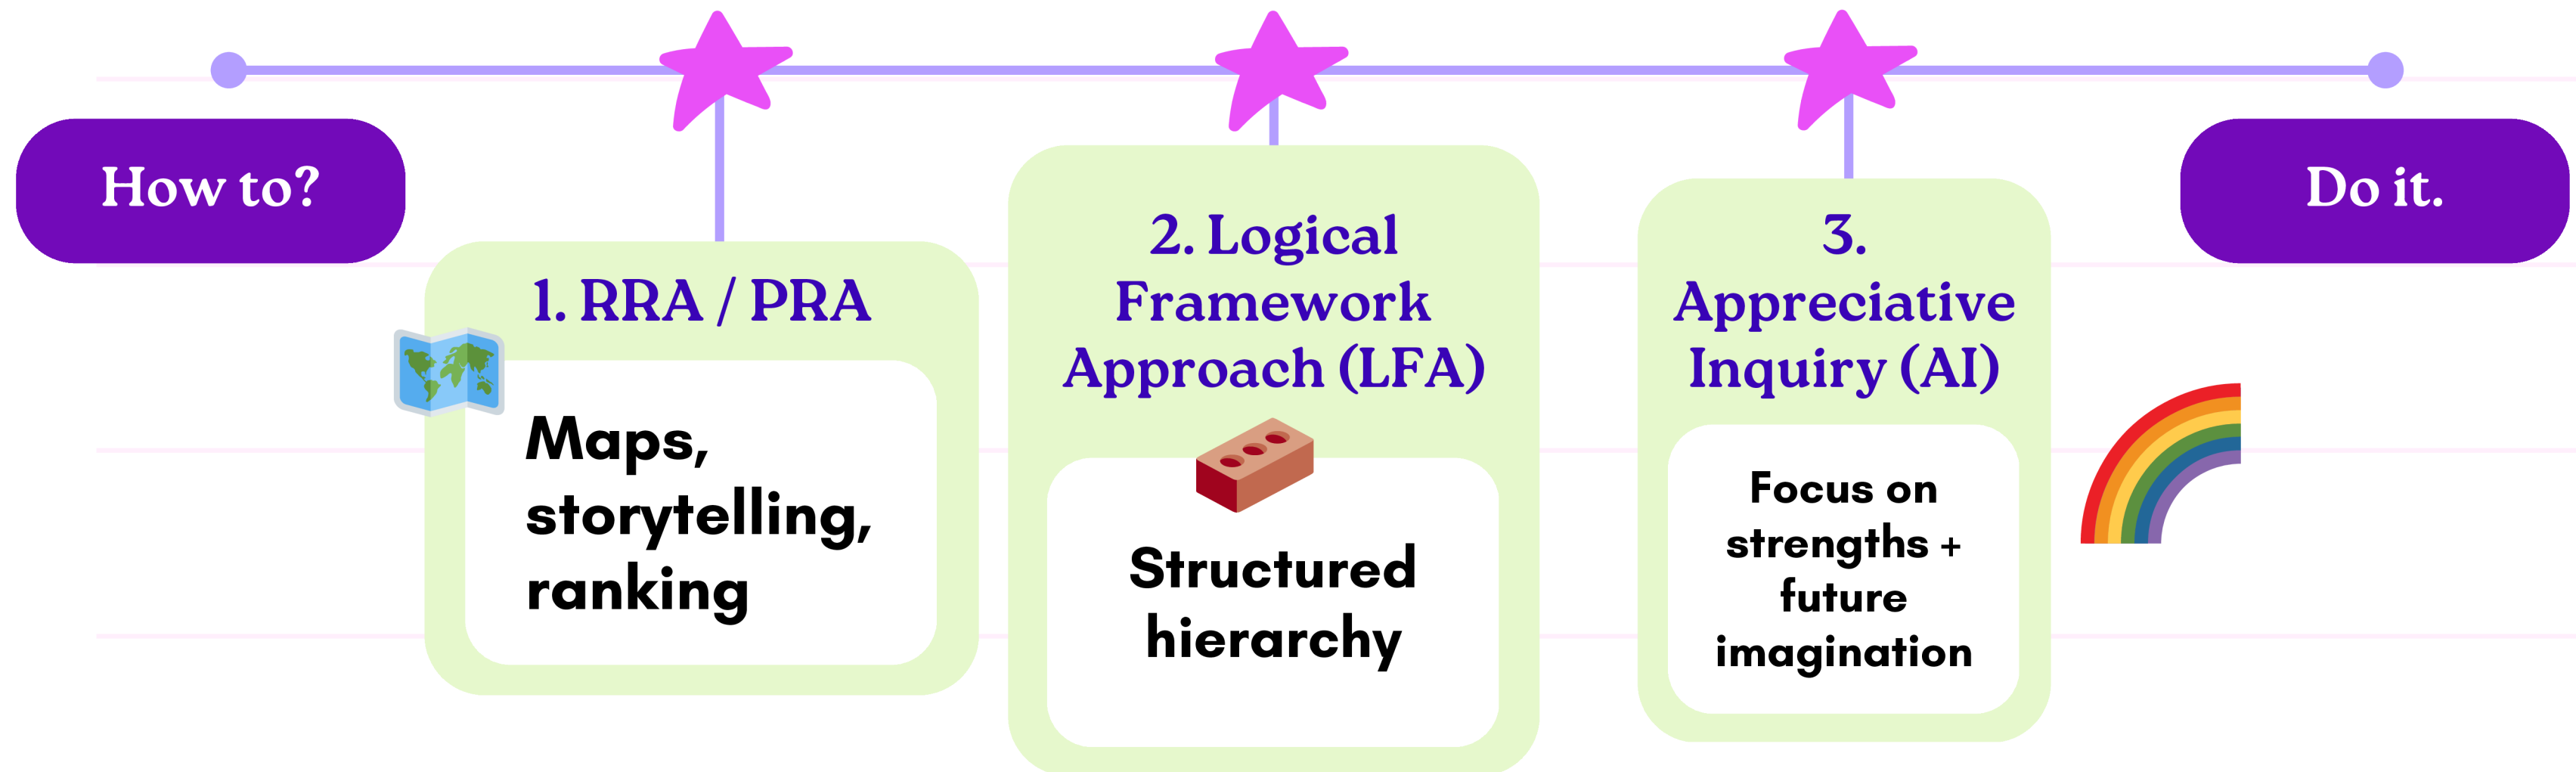 How to?
1. RRA / PRA
Maps,
storytelling,
ranking
2. Logical
Framework
Approach (LFA)
Structured
hierarchy
3.
Appreciative
Inquiry (AI)
Focus on
strengths +
future
imagination
Do it.